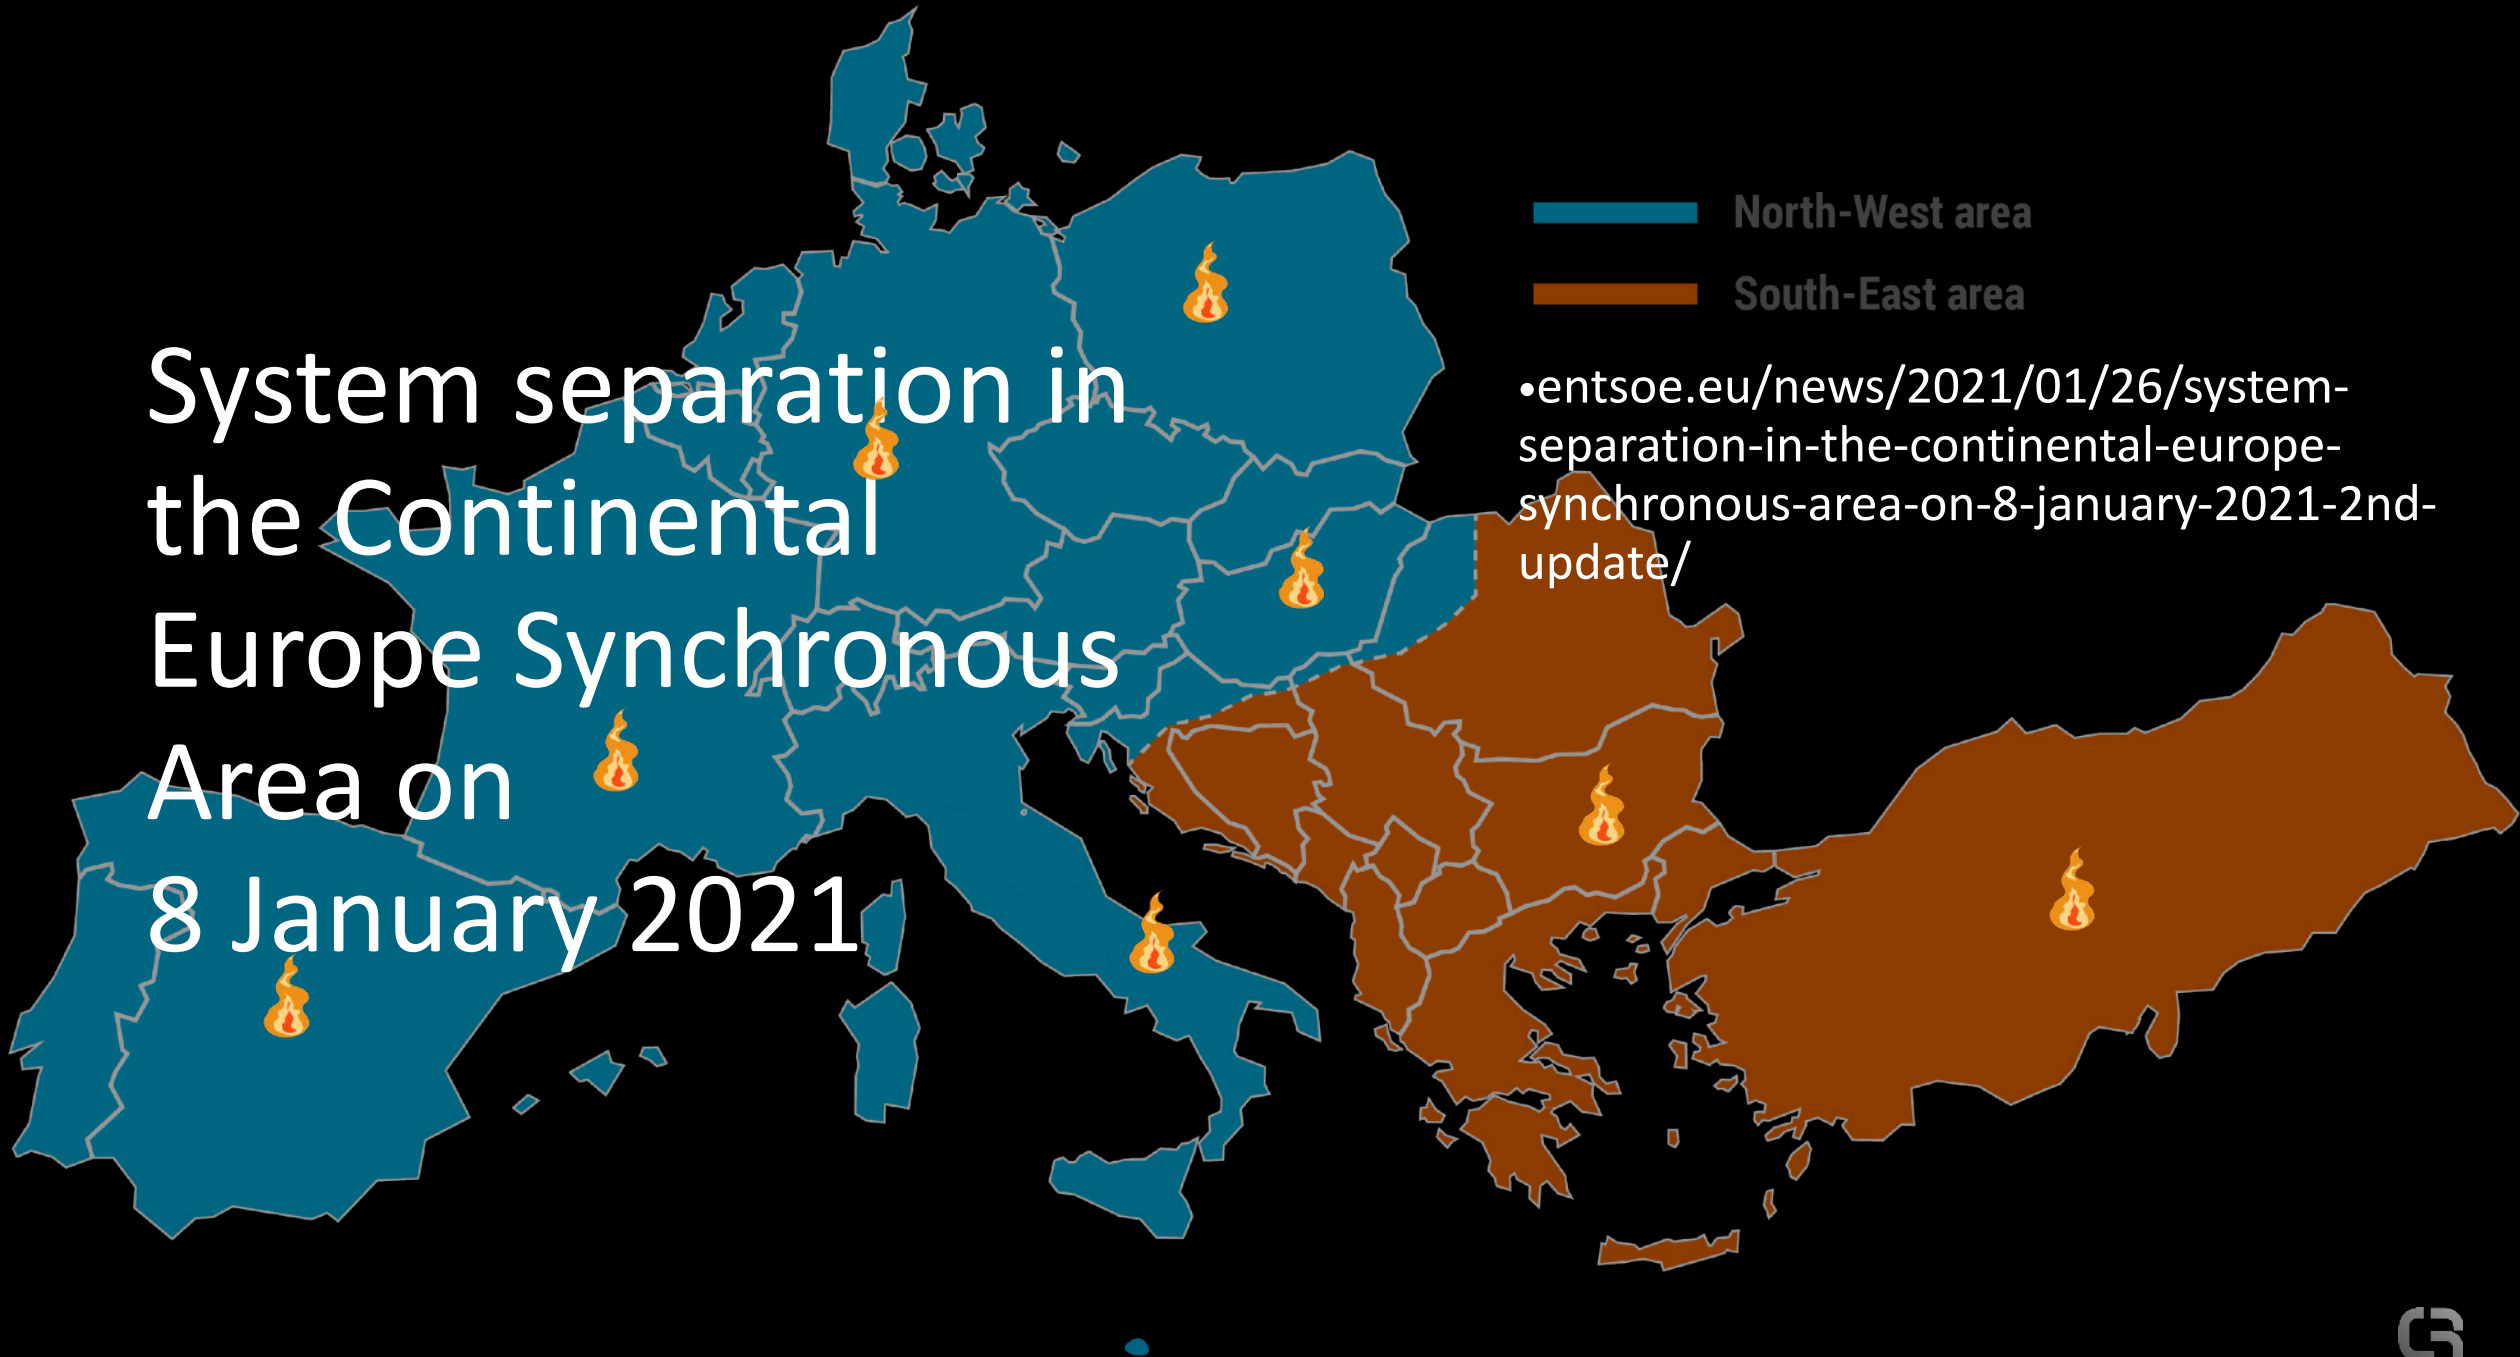 System separation in
the Continental
Europe Synchronous
Area on
8 January 2021
North-West area
South-East area
•entsoe.eu/news/2021/01/26/system-
separation-in-the-continental-europe-
synchronous-area-on-8-january-2021-2nd-
update/